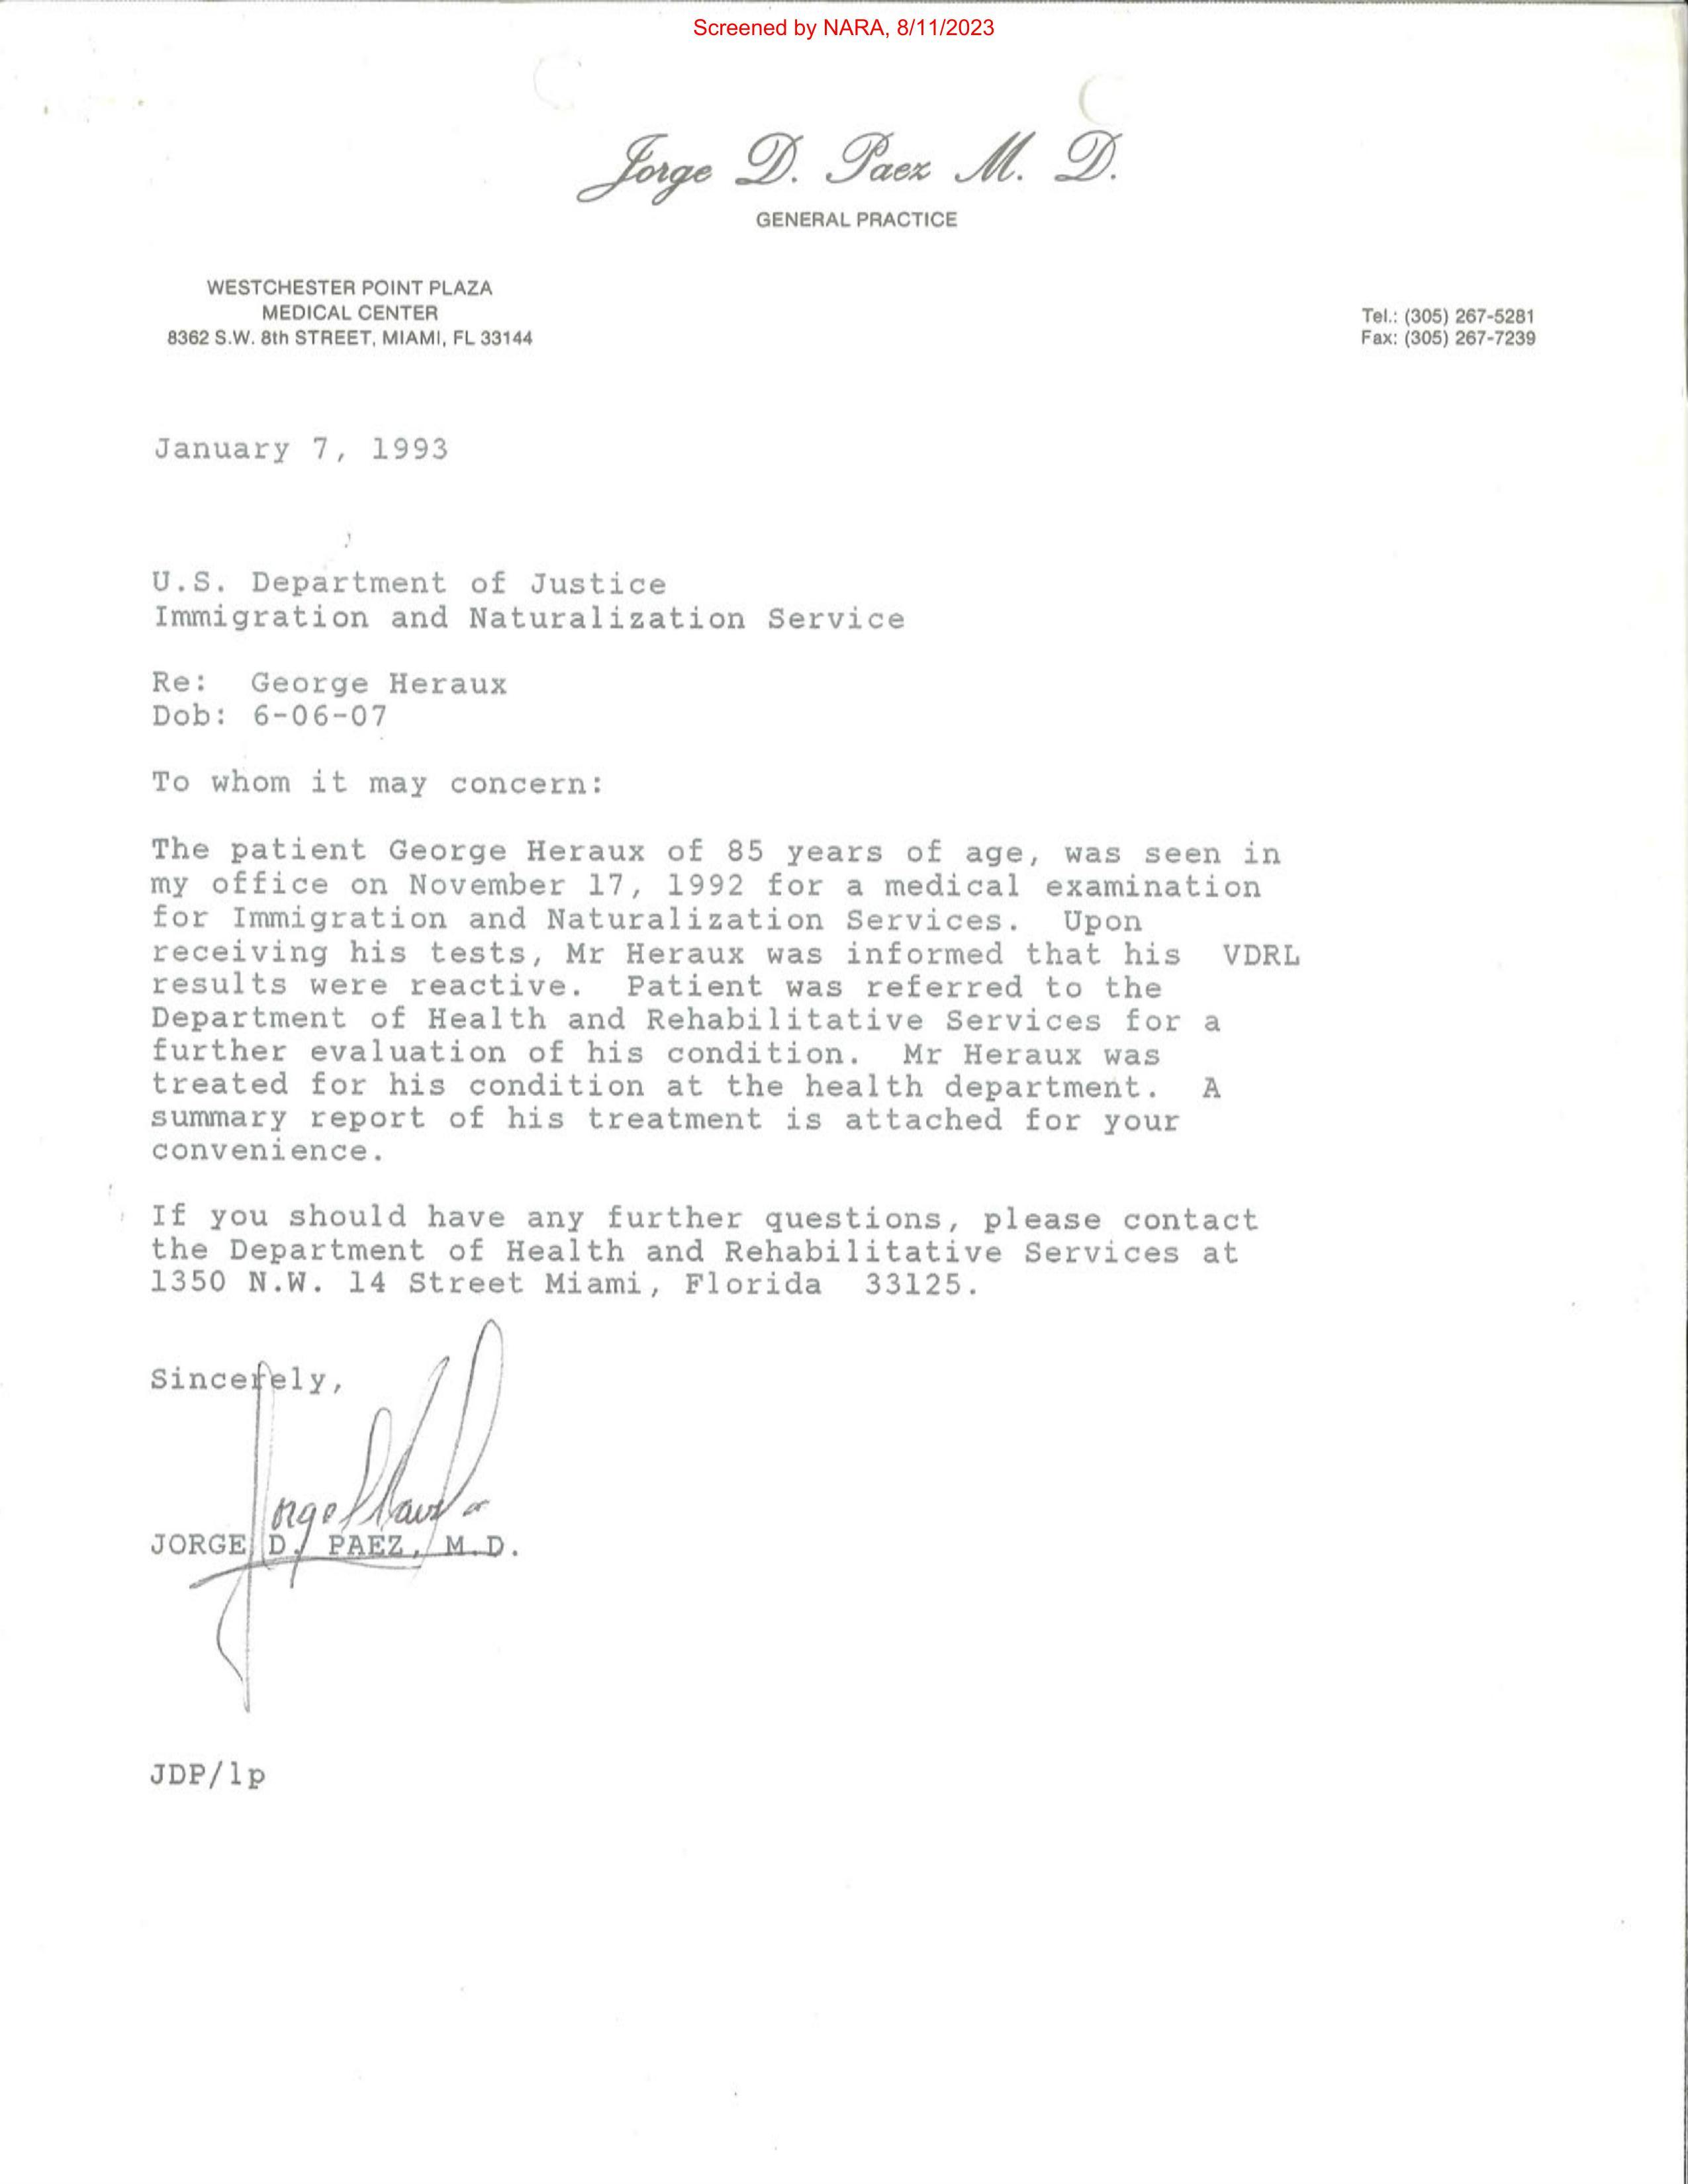 Screened by NARA, 8/11/2023
Jorge D. Paez M. D.
GENERAL PRACTICE
WESTCHESTER POINT PLAZA
MEDICAL CENTER
8362 S.W. 8th STREET, MIAMI, FL 33144
Tel.: (305) 267-5281
Fax: (305) 267-7239
January 7, 1993
U.S. Department of Justice
Immigration and Naturalization Service
Re: George Heraux
Dob: 6-06-07
To whom it may concern:
The patient George Heraux of 85 years of age, was seen in
my office on November 17, 1992 for a medical examination
for Immigration and Naturalization Services. Upon
receiving his tests, Mr Heraux was informed that his VDRL
results were reactive. Patient was referred to the
Department of Health and Rehabilitative Services for a
further evaluation of his condition. Mr Heraux was
treated for his condition at the health department. A
summary report of his treatment is attached for your
convenience.
If you should have any further questions, please contact
the Department of Health and Rehabilitative Services at
1350 N.W. 14 Street Miami, Florida 33125.
Sincerely,
JORGE D. PAEZ, M.D.
JDP/lp